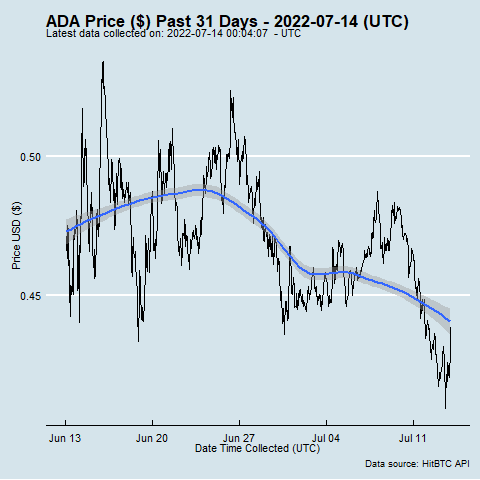 ADA Price ($) Past 31 Days - 2022-07-14 (UTC)
Latest data collected on: 2022-07-14 00:04:07 - UTC
Price USD ($)
0.50
0.45
Jun 13 Jun 20 Jun 27 Jul 04 Jul 11
Date Time Collected (UTC)
Data source: HitBTC API